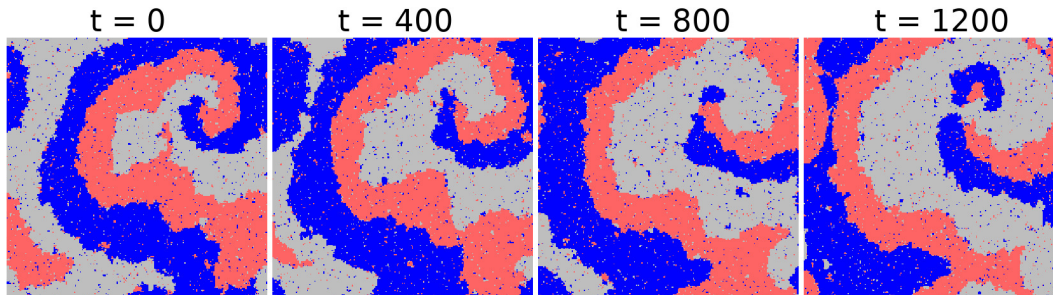 t = 0 t = 400 t = 800 t = 1200